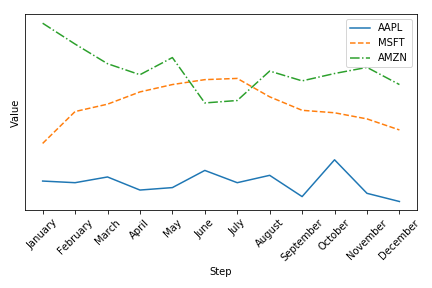 AAPL
MSFT
AMZN
Value
January
February
March
April
May
June
July
August
September
October
November
December
Step